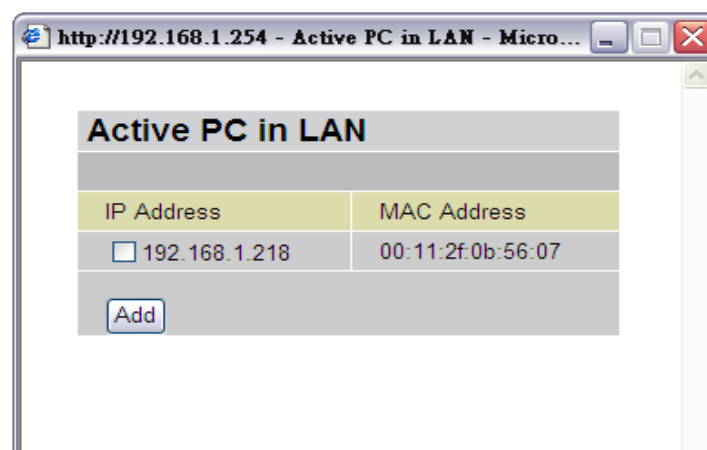 http://192.168.1.254 - Active PC in LAN - Micro...
Active PC in LAN
IP Address MAC Address
192.168.1.218 00:11:2f:0b:56:07
Add